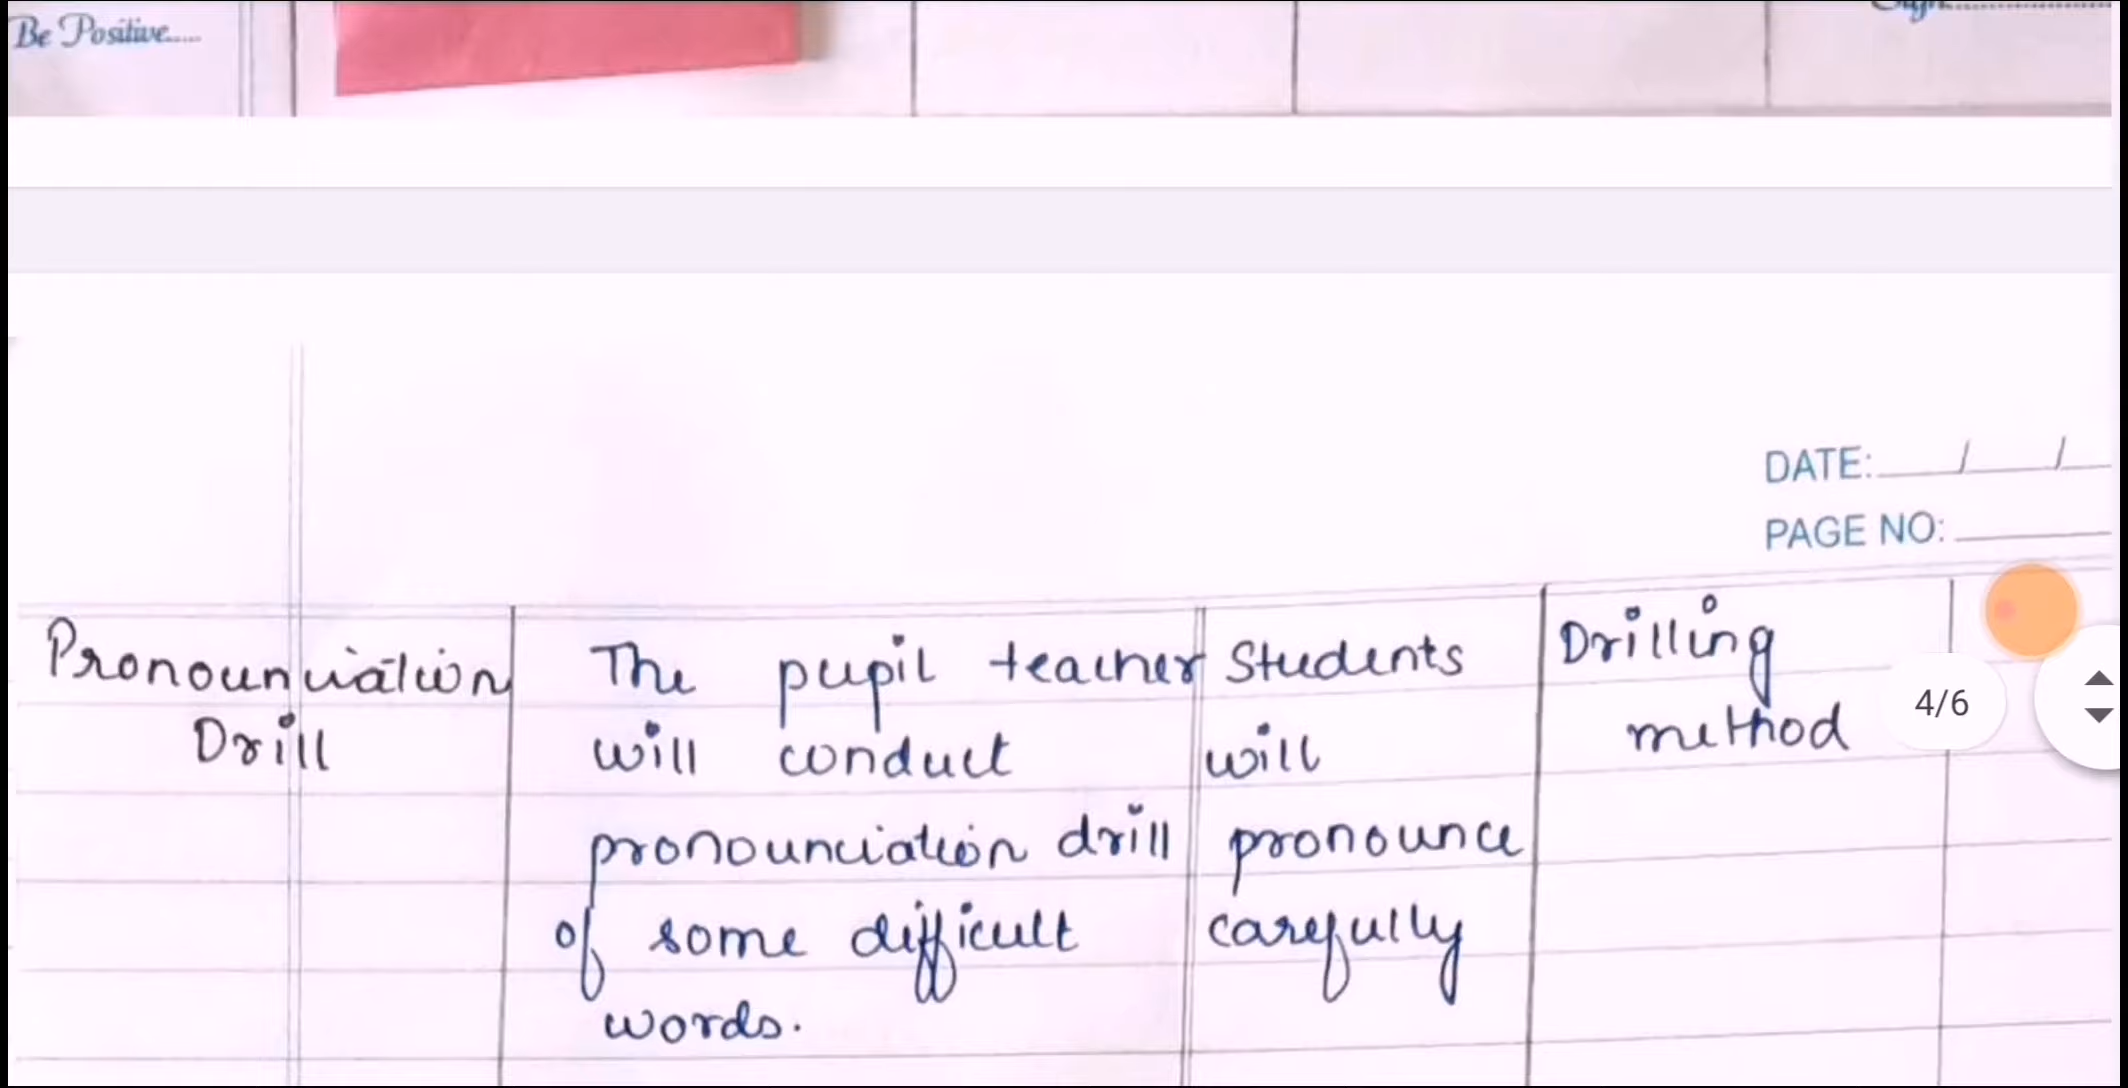 Be Positive.....
DATE: / /
PAGE NO:
Pronounciation
Drill
The pupil teacher
will conduct
pronounciation drill
of some difficult
words.
Students
will
pronounce
carefully
Drilling
method
4/6